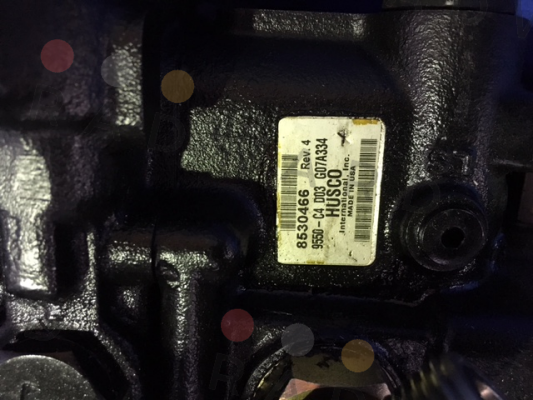 8530466 Rev. 4
9550-C4 D03 G07A334
HUSCO
International, Inc.
MADE IN USA